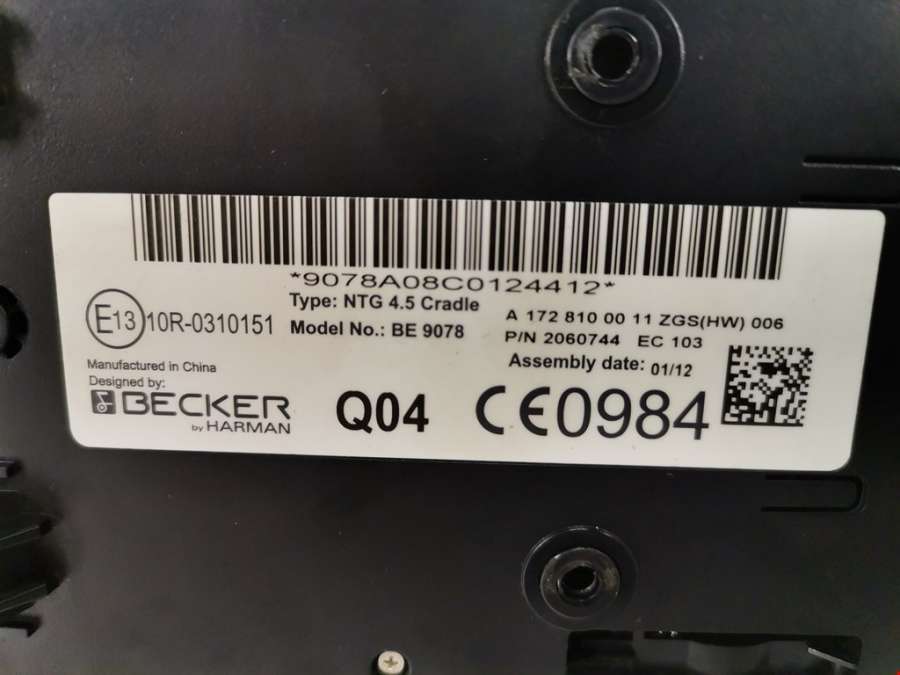 *9078A08C0124412*
Type: NTG 4.5 Cradle
A 172 810 00 11 ZGS(HW) 006
E13 10R-0310151
Model No.: BE 9078
P/N 2060744 EC 103
Manufactured in China
Assembly date: 01/12
Designed by:
BECKER
by HARMAN
Q04
CE0984